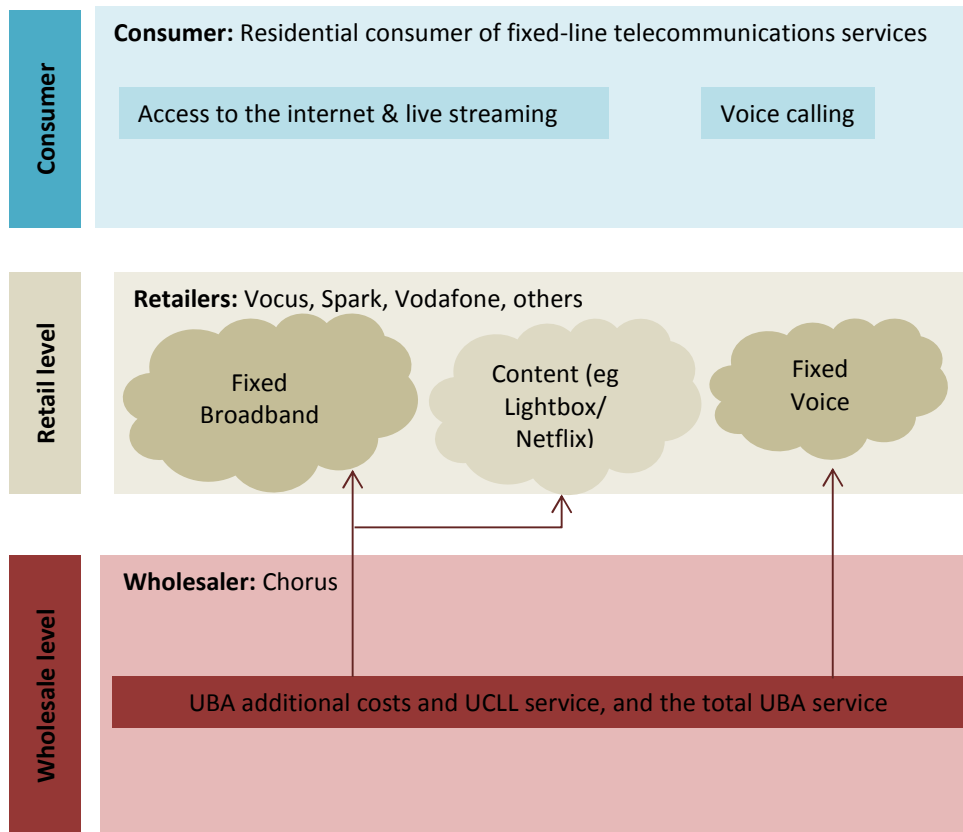 Consumer
Consumer: Residential consumer of fixed-line telecommunications services
Access to the internet & live streaming
Voice calling
Retail level
Retailers: Vocus, Spark, Vodafone, others
Fixed
Broadband
Content (eg
Lightbox/
Netflix)
Fixed
Voice
Wholesale level
Wholesaler: Chorus
UBA additional costs and UCLL service, and the total UBA service